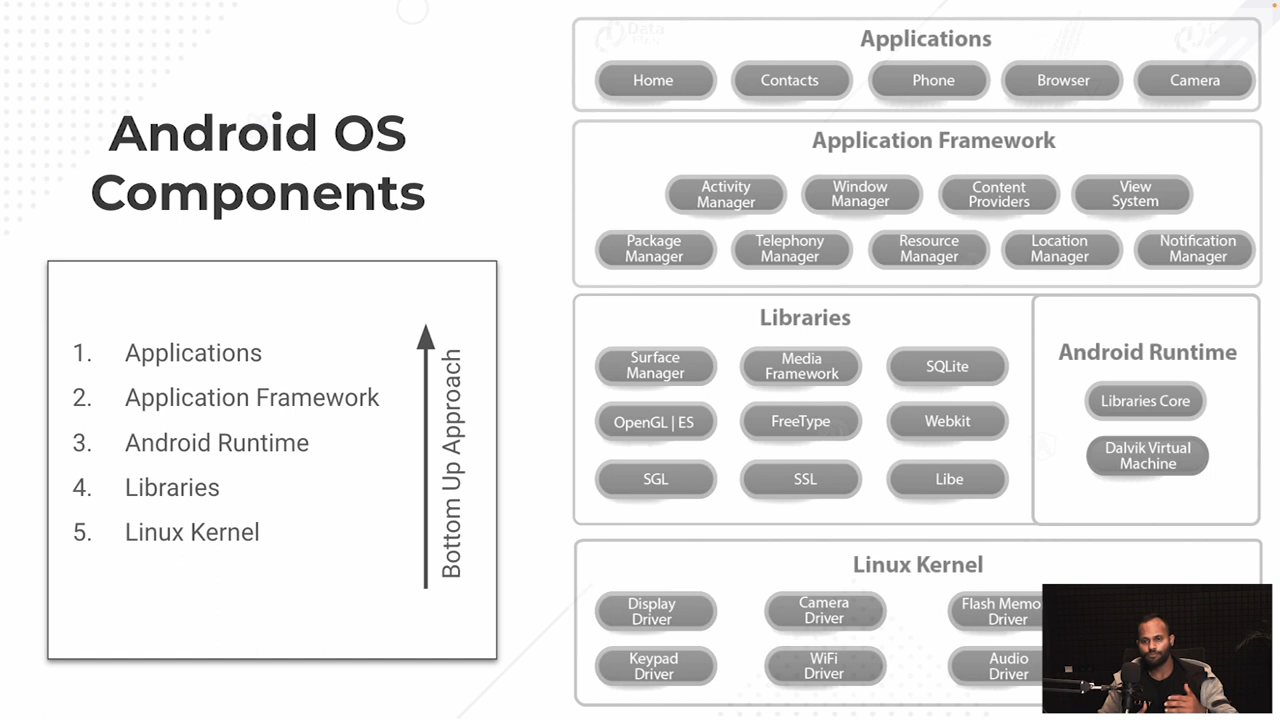 Android OS
Components
1. Applications
2. Application Framework
3. Android Runtime
4. Libraries
5. Linux Kernel
Bottom Up Approach
Applications
Home
Contacts
Phone
Browser
Camera
Application Framework
Activity
Manager
Window
Manager
Content
Providers
View
System
Package
Manager
Telephony
Manager
Resource
Manager
Location
Manager
Notification
Manager
Libraries
Surface
Manager
Media
Framework
SQLite
OpenGL | ES
FreeType
Webkit
SGL
SSL
Libe
Android Runtime
Libraries Core
Dalvik Virtual
Machine
Linux Kernel
Display
Driver
Camera
Driver
Flash Memo
Driver
Keypad
Driver
WiFi
Driver
Audio
Driver